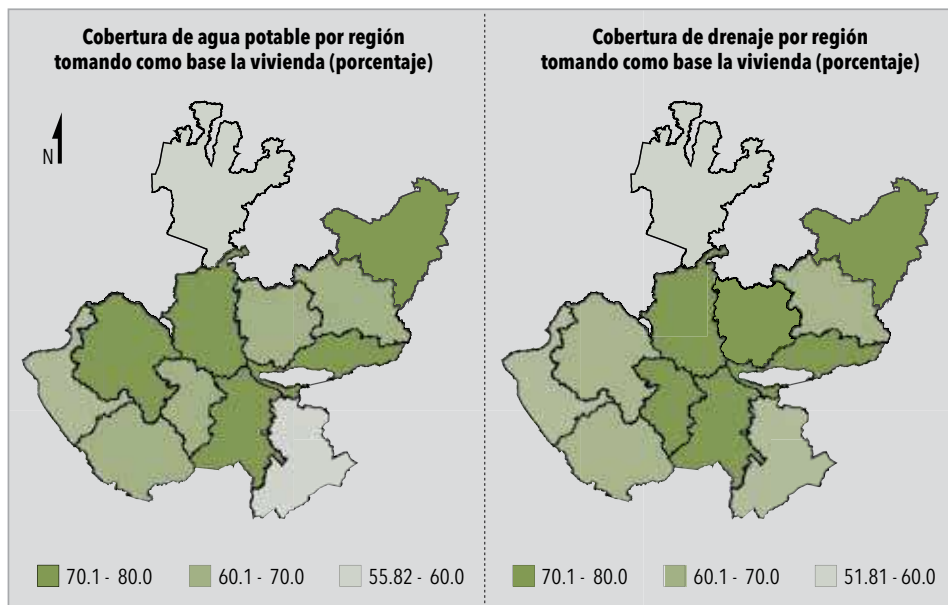 Cobertura de agua potable por región
tomando como base la vivienda (porcentaje)
N
70.1 - 80.0
60.1 - 70.0
55.82 - 60.0
Cobertura de drenaje por región
tomando como base la vivienda (porcentaje)
70.1 - 80.0
60.1 - 70.0
51.81 - 60.0